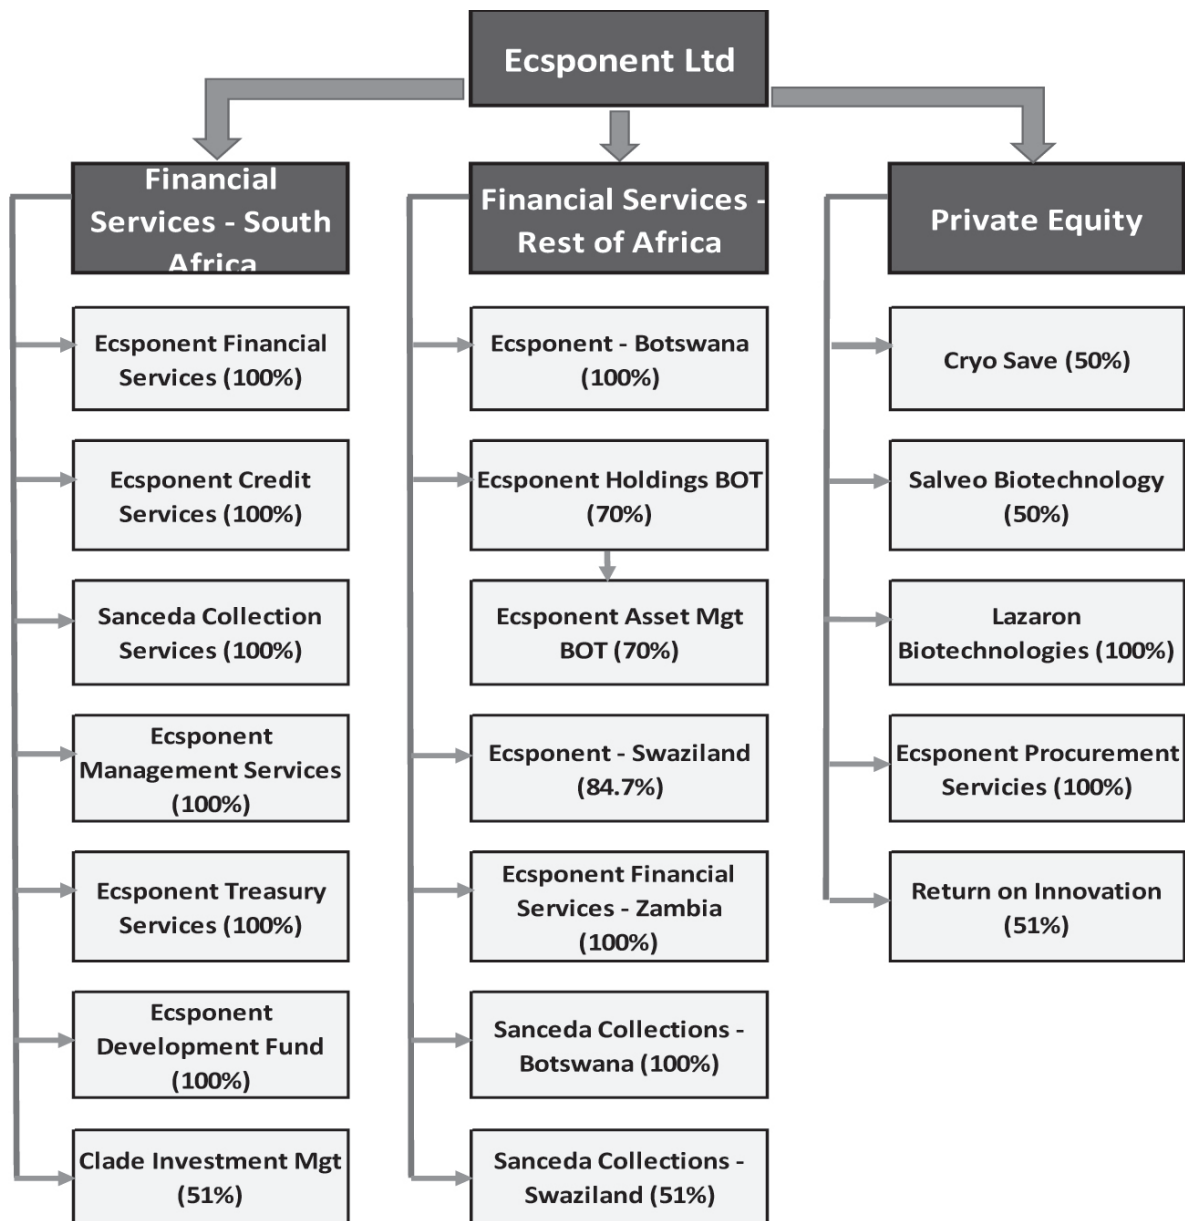 Ecsponent Ltd
Financial
Services - South
Africa
Ecsponent Financial
Services (100%)
Ecsponent Credit
Services (100%)
Sanceda Collection
Services (100%)
Ecsponent
Management Services
(100%)
Ecsponent Treasury
Services (100%)
Ecsponent
Development Fund
(100%)
Clade Investment Mgt
(51%)
Financial Services -
Rest of Africa
Ecsponent - Botswana
(100%)
Ecsponent Holdings BOT
(70%)
Ecsponent Asset Mgt
BOT (70%)
Ecsponent - Swaziland
(84.7%)
Ecsponent Financial
Services - Zambia
(100%)
Sanceda Collections -
Botswana (100%)
Sanceda Collections -
Swaziland (51%)
Private Equity
Cryo Save (50%)
Salveo Biotechnology
(50%)
Lazaron
Biotechnologies (100%)
Ecsponent Procurement
Servicies (100%)
Return on Innovation
(51%)